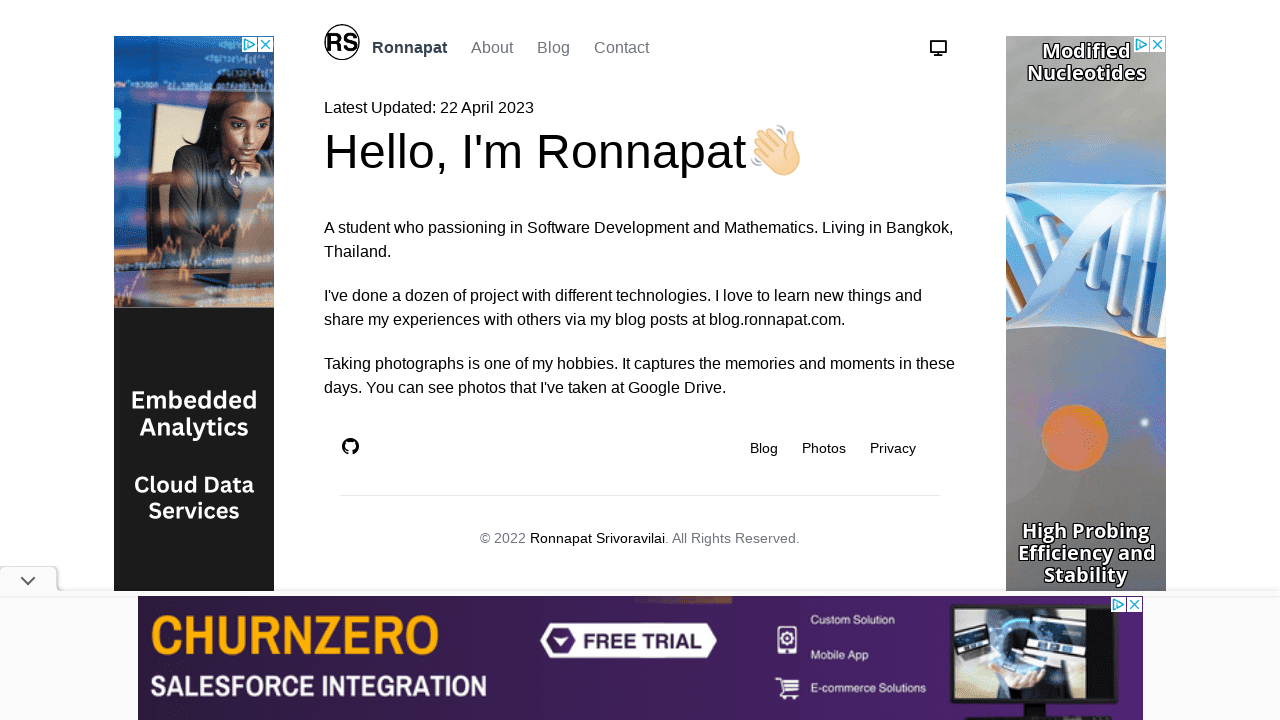 RS
Ronnapat
About
Blog
Contact
Latest Updated: 22 April 2023
Hello, I'm Ronnapat
A student who passioning in Software Development and Mathematics. Living in Bangkok,
Thailand.
I've done a dozen of project with different technologies. I love to learn new things and
share my experiences with others via my blog posts at blog.ronnapat.com.
Taking photographs is one of my hobbies. It captures the memories and moments in these
days. You can see photos that I've taken at Google Drive.
Blog
Photos
Privacy
© 2022 Ronnapat Srivoravilai. All Rights Reserved.
Embedded
Analytics
Cloud Data
Services
Modified
Nucleotides
High Probing
Efficiency and
Stability
CHURNZERO
SALESFORCE INTEGRATION
FREE TRIAL
Custom Solution
Mobile App
E-commerce Solutions